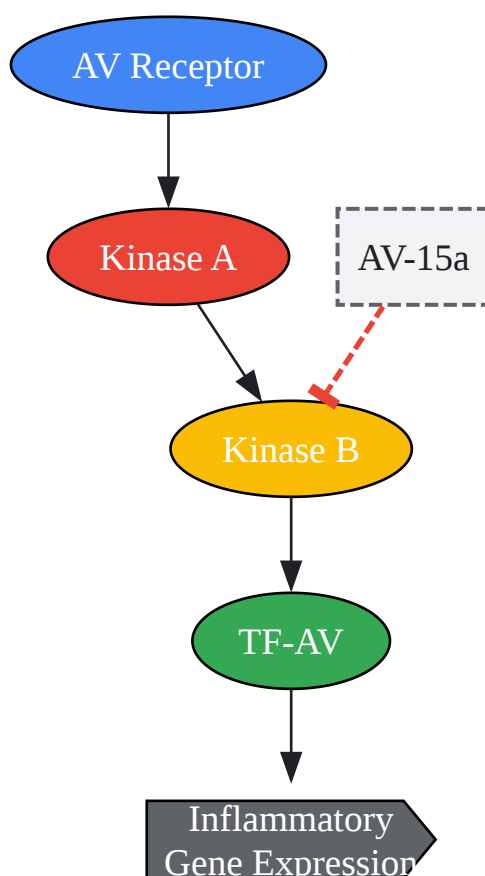 AV Receptor
Kinase A
AV-15a
Kinase B
TF-AV
Inflammatory
Gene Expression